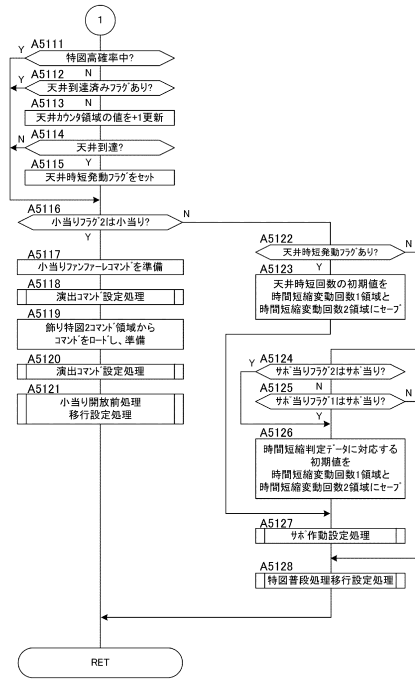 1
A5111
Y
特図高確率中?
A5112
N
Y
天井到達済みフラグあり?
A5113
N
天井カウンタ領域の値を+1更新
A5114
N
天井到達?
A5115
Y
天井時短発動フラグをセット
A5116
小当りフラグ2は小当り?
N
Y
A5117
小当りファンファーレコマンドを準備
A5118
演出コマンド設定処理
A5119
飾り特図2コマンド領域から
コマンドをロードし、準備
A5120
演出コマンド設定処理
A5121
小当り開放前処理
移行設定処理
A5122
天井時短発動フラグあり?
N
A5123
Y
天井時短回数の初期値を
時間短縮変動回数1領域と
時間短縮変動回数2領域にセーブ
A5124
Y
サポ当りフラグ2はサポ当り?
A5125
N
サポ当りフラグ1はサポ当り?
N
Y
A5126
時間短縮判定データに対応する
初期値を
時間短縮変動回数1領域と
時間短縮変動回数2領域にセーブ
A5127
サポ作動設定処理
A5128
特図普段処理移行設定処理
RET